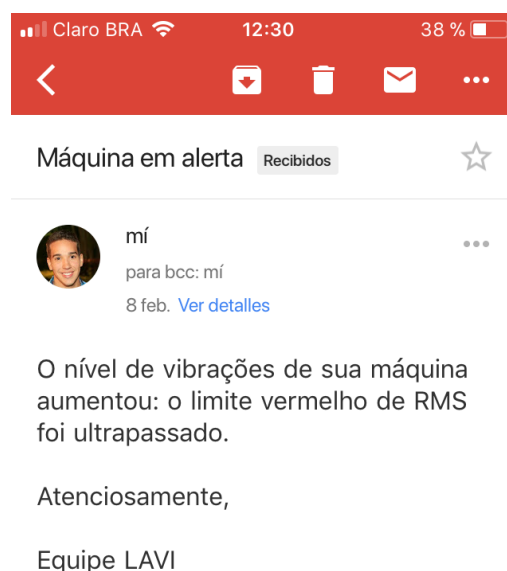 Claro BRA 12:30 38 %
Máquina em alerta Recibidos
mí
para bcc: mí
8 feb. Ver detalles
O nível de vibrações de sua máquina
aumentou: o limite vermelho de RMS
foi ultrapassado.
Atenciosamente,
Equipe LAVI